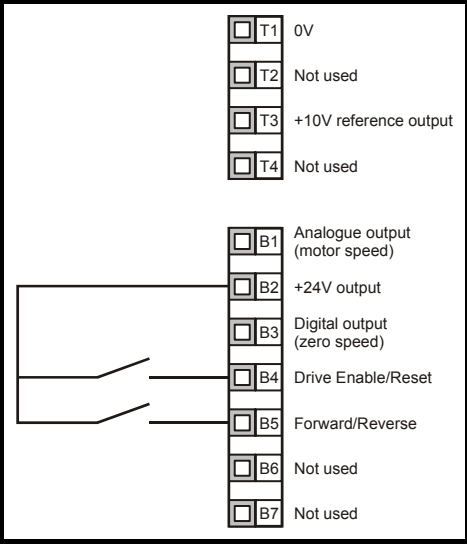 T1 0V
T2 Not used
T3 +10V reference output
T4 Not used
B1 Analogue output
(motor speed)
B2 +24V output
B3 Digital output
(zero speed)
B4 Drive Enable/Reset
B5 Forward/Reverse
B6 Not used
B7 Not used